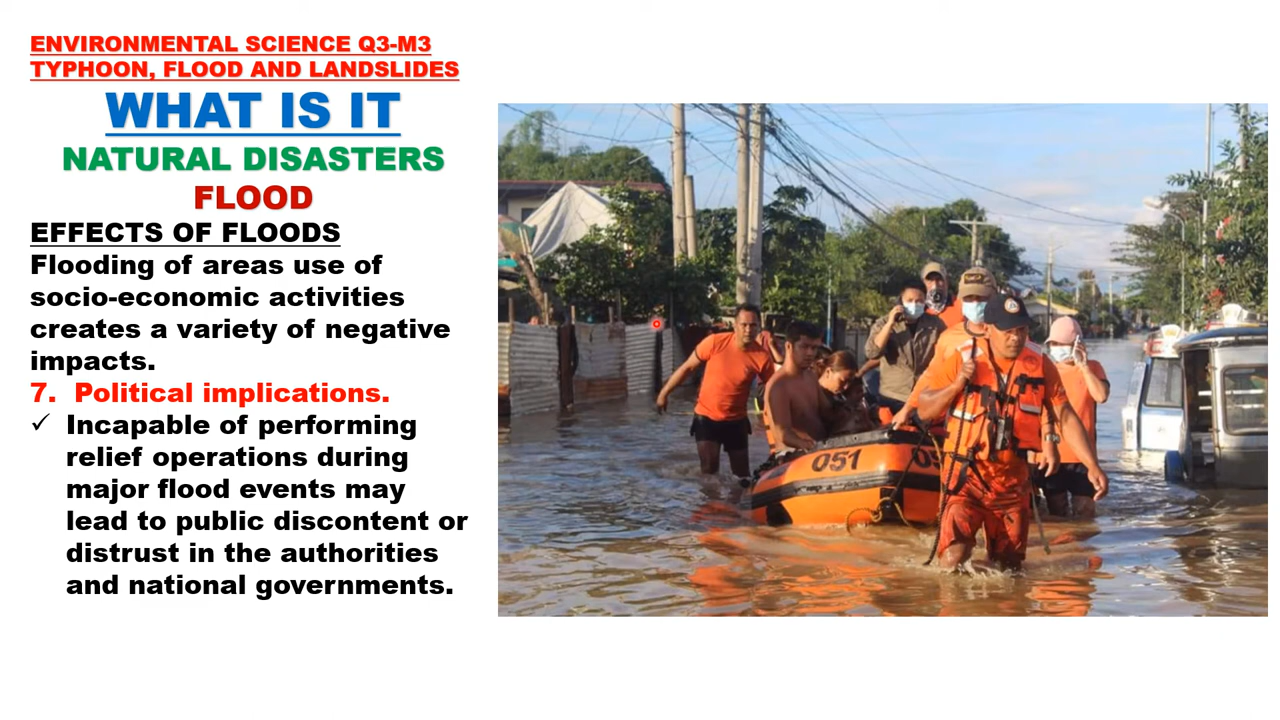 ENVIRONMENTAL SCIENCE Q3-M3
TYPHOON, FLOOD AND LANDSLIDES
WHAT IS IT
NATURAL DISASTERS
FLOOD
EFFECTS OF FLOODS
Flooding of areas use of
socio-economic activities
creates a variety of negative
impacts.
7. Political implications.
✓ Incapable of performing
relief operations during
major flood events may
lead to public discontent or
distrust in the authorities
and national governments.
051